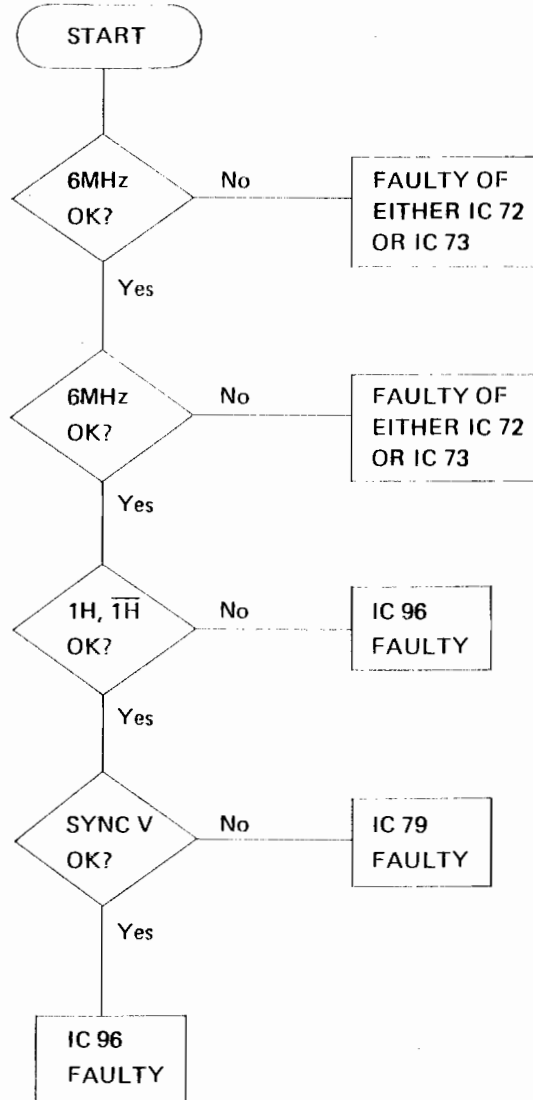 START
6MHz
OK?
No
FAULTY OF
EITHER IC 72
OR IC 73
Yes
6MHz
OK?
No
FAULTY OF
EITHER IC 72
OR IC 73
Yes
1H, 1̅H̅
OK?
No
IC 96
FAULTY
Yes
SYNC V
OK?
No
IC 79
FAULTY
Yes
IC 96
FAULTY